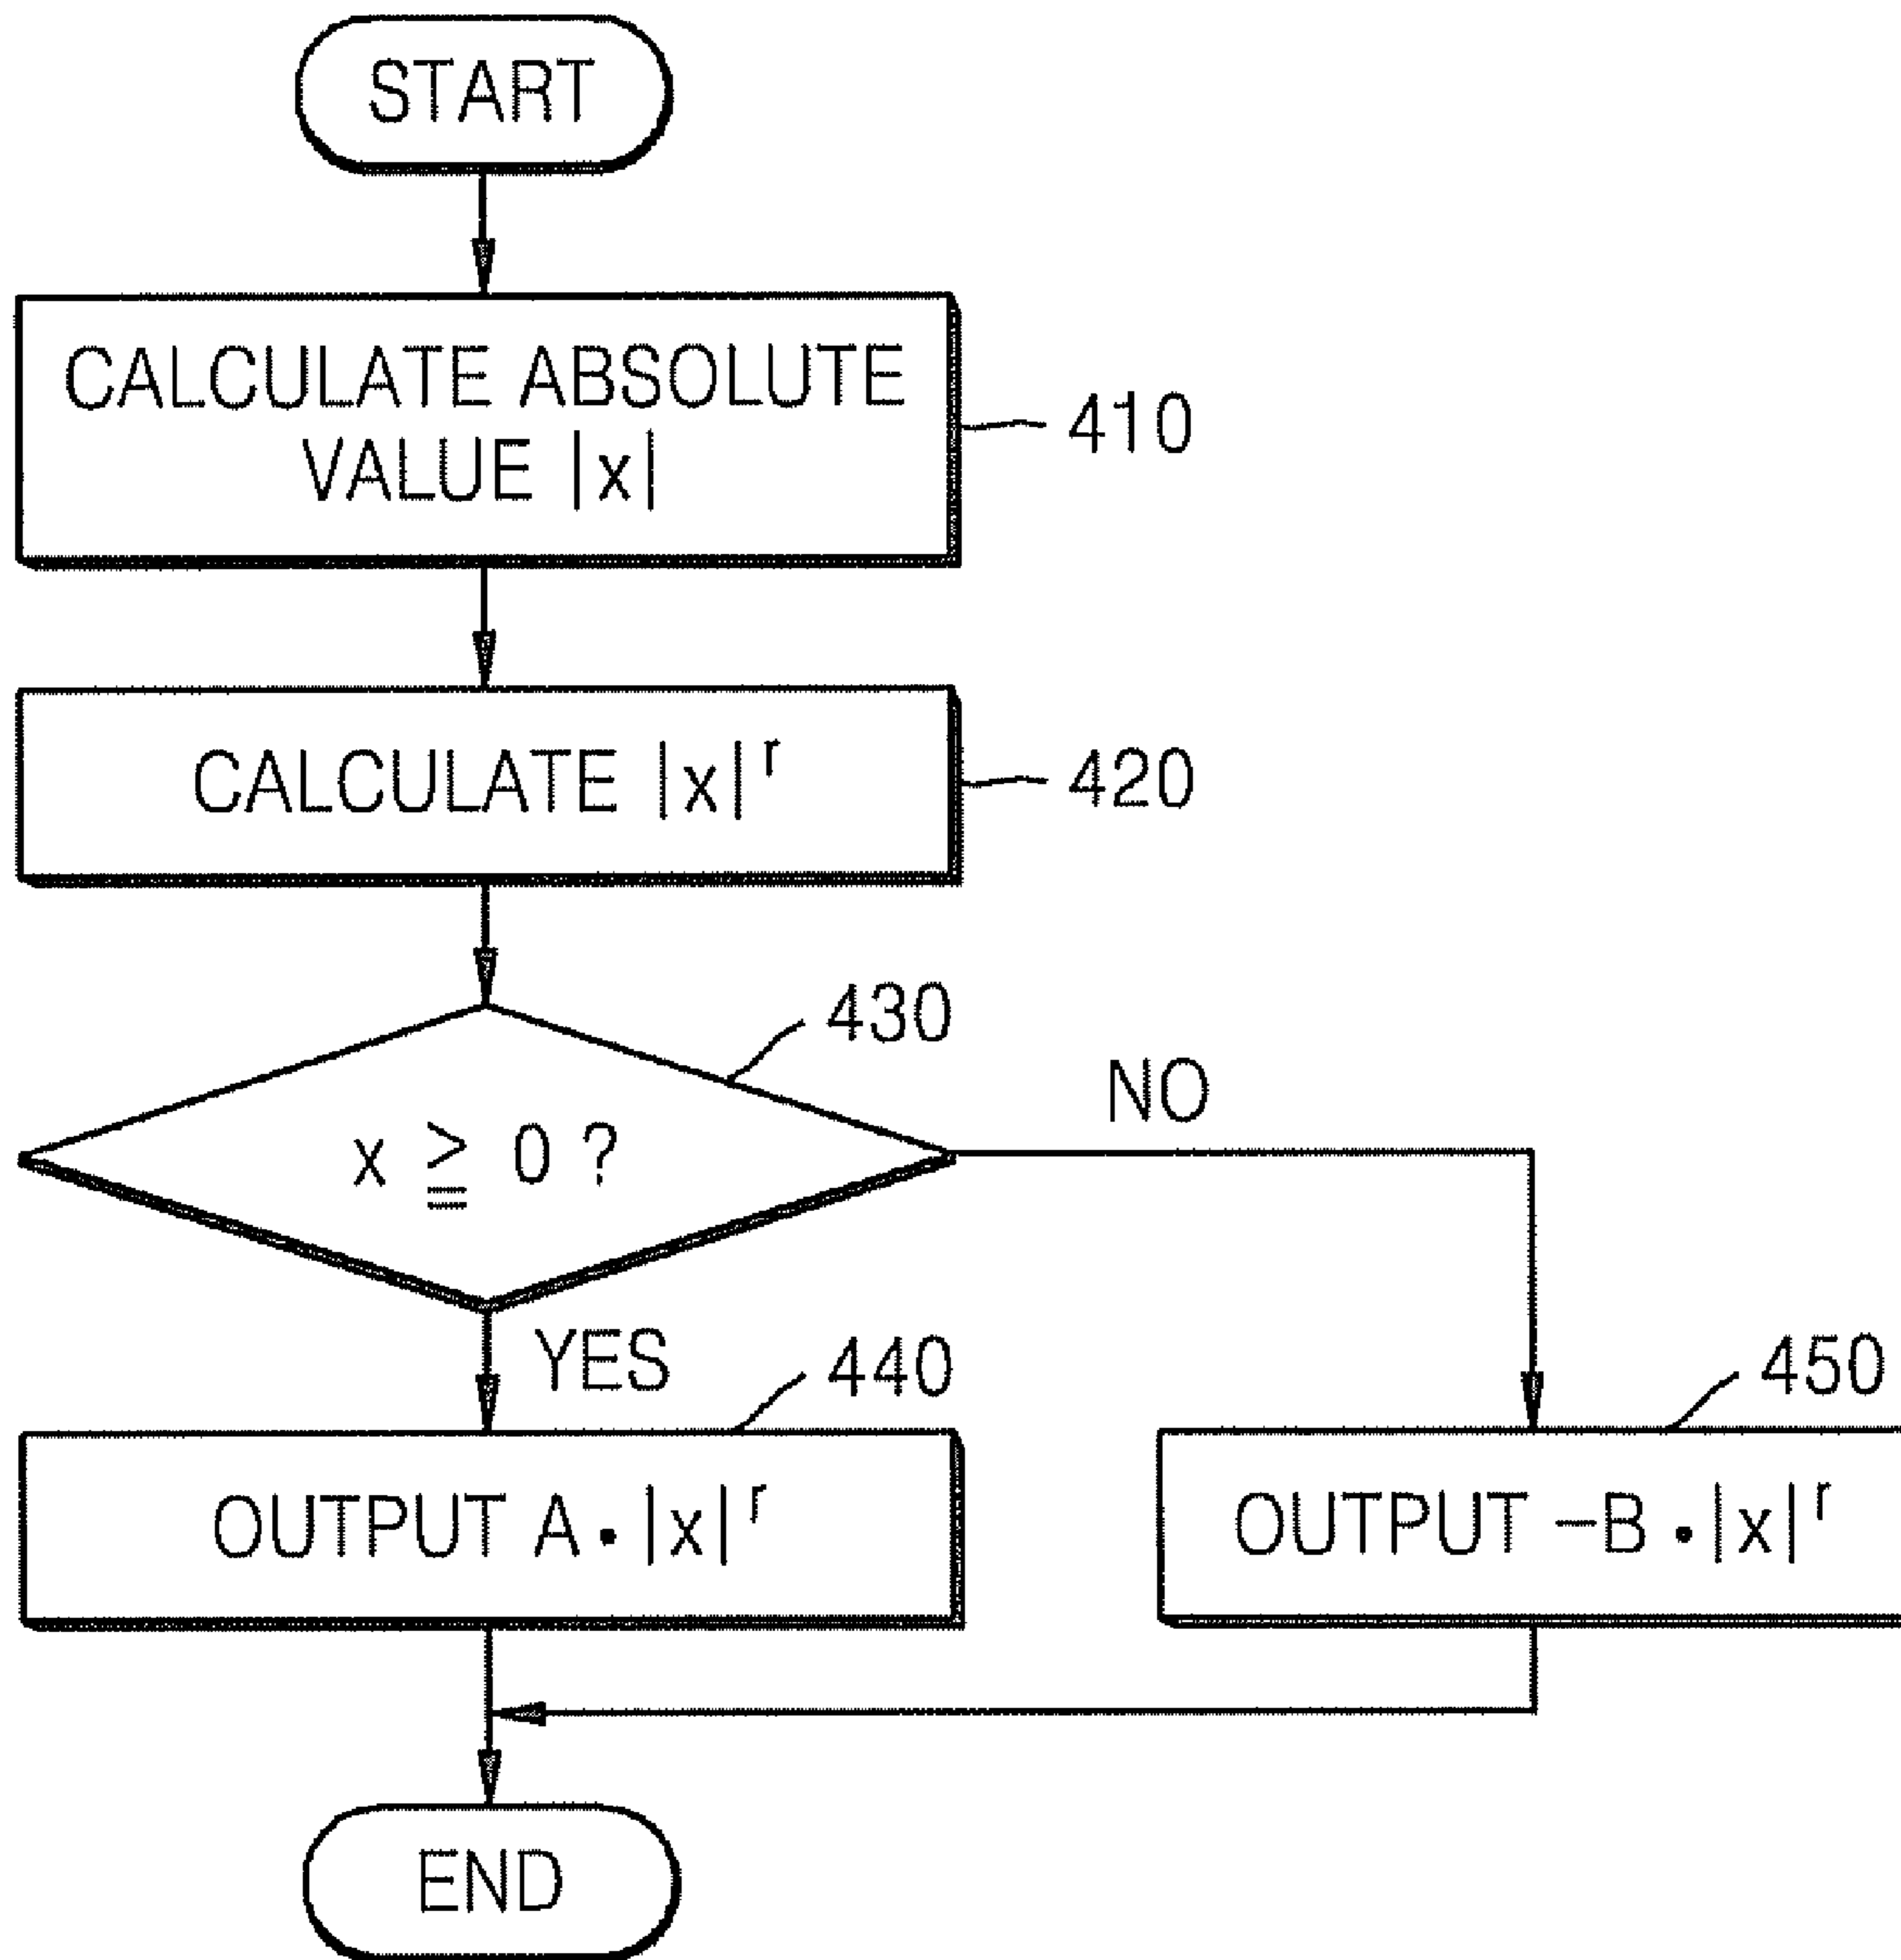 START
CALCULATE ABSOLUTE
VALUE |x|
410
CALCULATE |x|ʳ
420
430
x ≧ 0 ?
NO
YES
440
450
OUTPUT A・|x|ʳ
OUTPUT –B・|x|ʳ
END